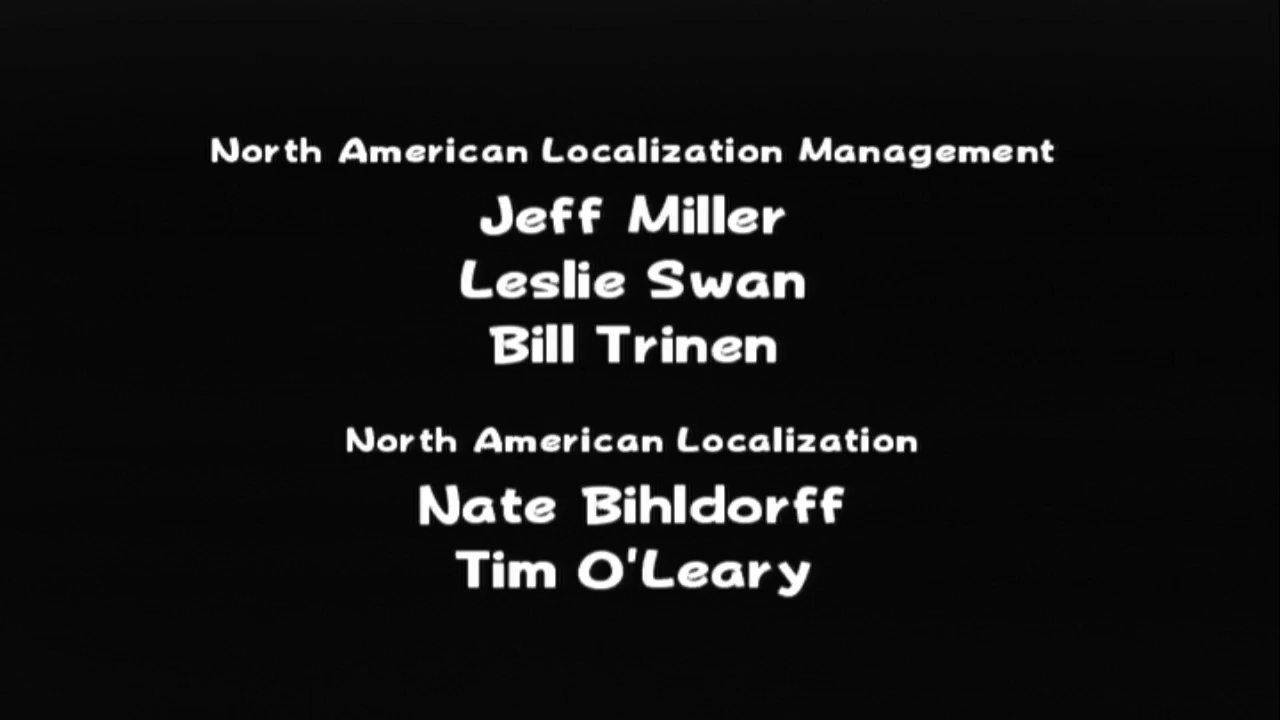 North American Localization Management
Jeff Miller
Leslie Swan
Bill Trinen
North American Localization
Nate Bihldorff
Tim O'Leary